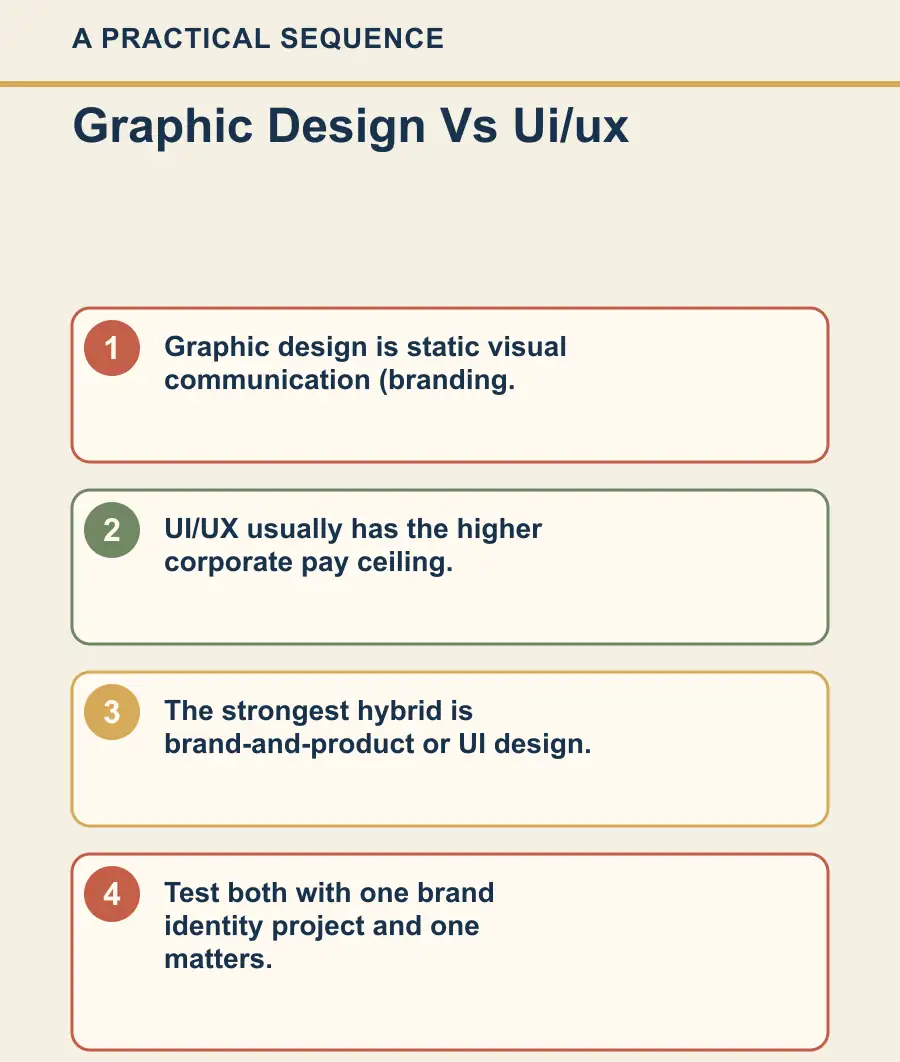 A PRACTICAL SEQUENCE
Graphic Design Vs Ui/ux
1
Graphic design is static visual
communication (branding.
2
UI/UX usually has the higher
corporate pay ceiling.
3
The strongest hybrid is
brand-and-product or UI design.
4
Test both with one brand
identity project and one
matters.